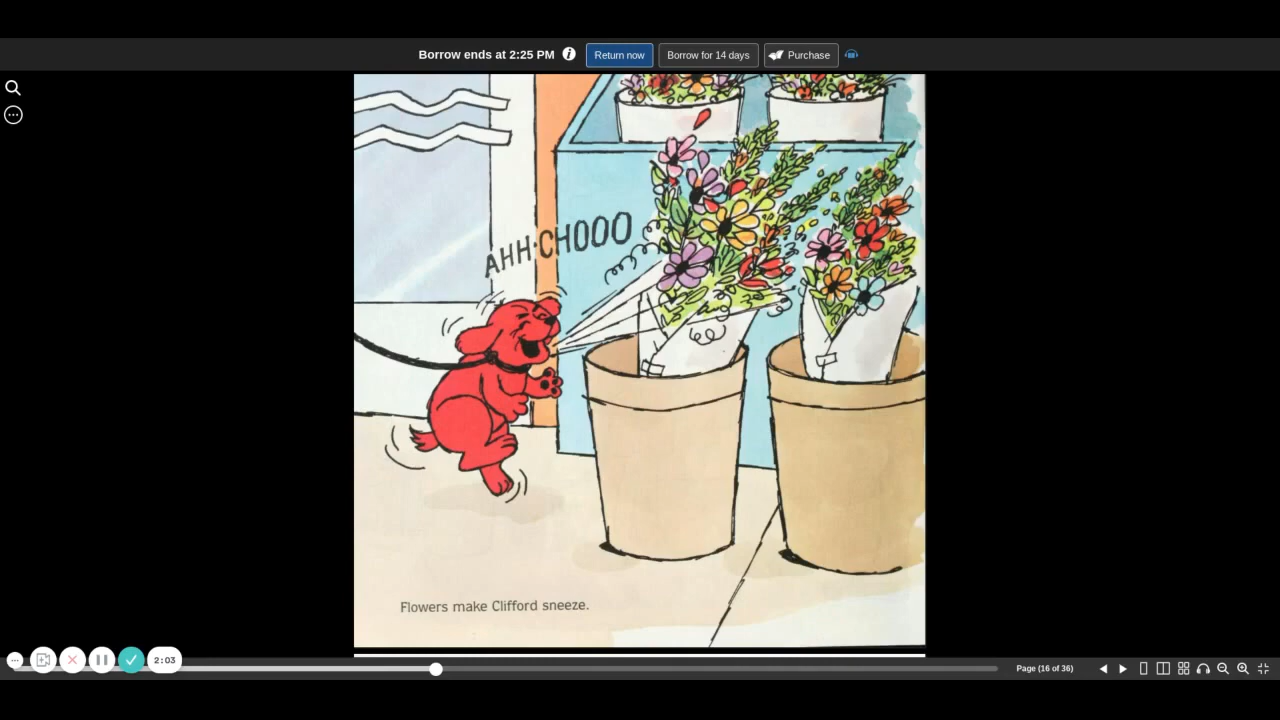 Borrow ends at 2:25 PM
Return now
Borrow for 14 days
Purchase
AHH-CHOOO
Flowers make Clifford sneeze.
2:03
Page (16 of 36)